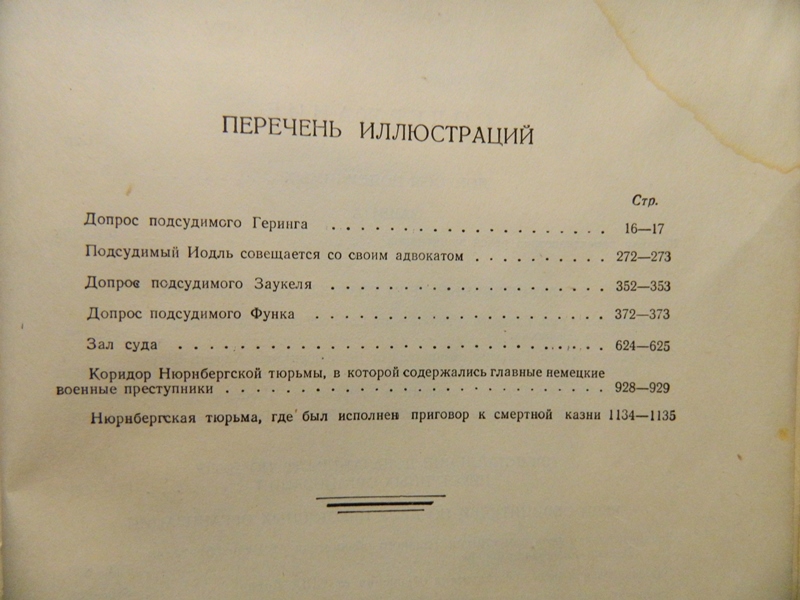 ПЕРЕЧЕНЬ ИЛЛЮСТРАЦИЙ
Стр.
Допрос подсудимого Геринга . . . . . . . . . . . . . . . . . . . 16—17
Подсудимый Иодль совещается со своим адвокатом . . . . . . . . . 272—273
Допрос подсудимого Заукеля . . . . . . . . . . . . . . . . . . . 352—353
Допрос подсудимого Функа . . . . . . . . . . . . . . . . . . . . 372—373
Зал суда . . . . . . . . . . . . . . . . . . . . . . . . . . . . 624—625
Коридор Нюрнбергской тюрьмы, в которой содержались главные немецкие
военные преступники . . . . . . . . . . . . . . . . . . . . . . . 928—929
Нюрнбергская тюрьма, где был исполнен приговор к смертной казни 1134—1135